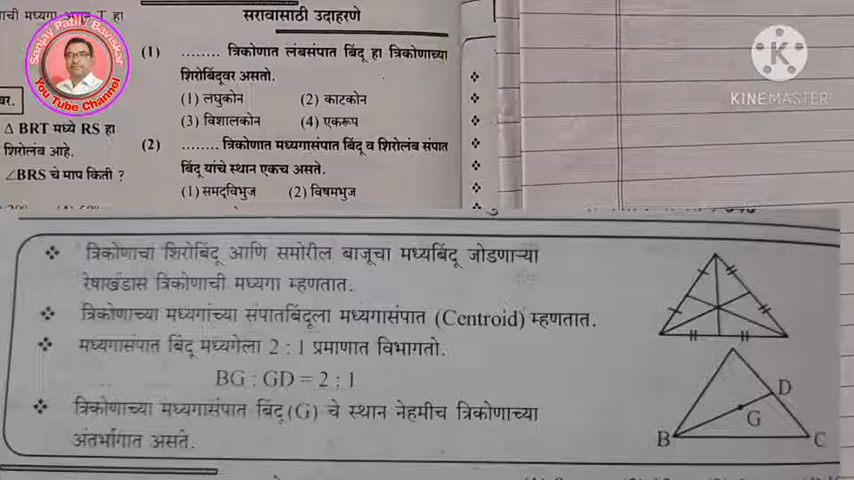 ाची मध्यगा
T हा
Sanjay Patil / Baviskar
You Tube Channel
KINEMASTER
सरावासाठी उदाहरणे
(1) ........ त्रिकोणात लंबसंपात बिंदू हा त्रिकोणाच्या
शिरोबिंदूवर असतो.
(1) लघुकोन (2) काटकोन
(3) विशालकोन (4) एकरूप
(2) ........ त्रिकोणात मध्यगासंपात बिंदू व शिरोलंब संपात
बिंदू यांचे स्थान एकच असते.
(1) समद्विभुज (2) विषमभुज
Δ BRT मध्ये RS हा
शिरोलंब आहे.
∠BRS चे माप किती ?
❖ त्रिकोणाचा शिरोबिंदू आणि समोरील बाजूचा मध्यबिंदू जोडणाऱ्या
रेषाखंडास त्रिकोणाची मध्यगा म्हणतात.
❖ त्रिकोणाच्या मध्यगांच्या संपातबिंदूला मध्यगासंपात (Centroid) म्हणतात.
❖ मध्यगासंपात बिंदू मध्यगेला 2 : 1 प्रमाणात विभागतो.
BG : GD = 2 : 1
❖ त्रिकोणाच्या मध्यगासंपात बिंदू (G) चे स्थान नेहमीच त्रिकोणाच्या
अंतर्भागात असते.
D
G
B
C